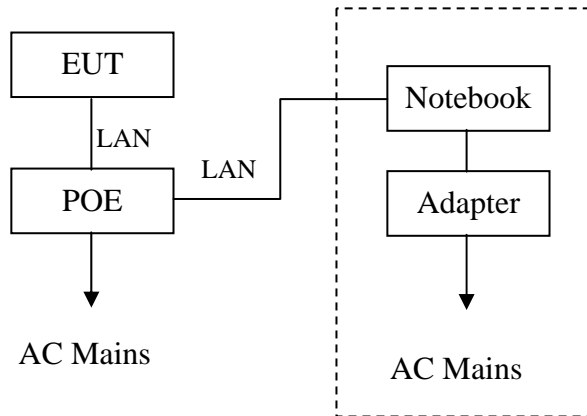 EUT
LAN
POE
AC Mains
LAN
Notebook
Adapter
AC Mains